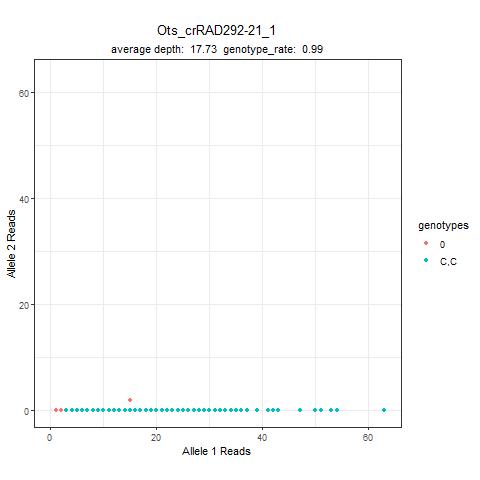 Ots_crRAD292-21_1
average depth: 17.73 genotype_rate: 0.99
60
40
20
0
Allele 2 Reads
0 20 40 60
Allele 1 Reads
genotypes
0
C,C